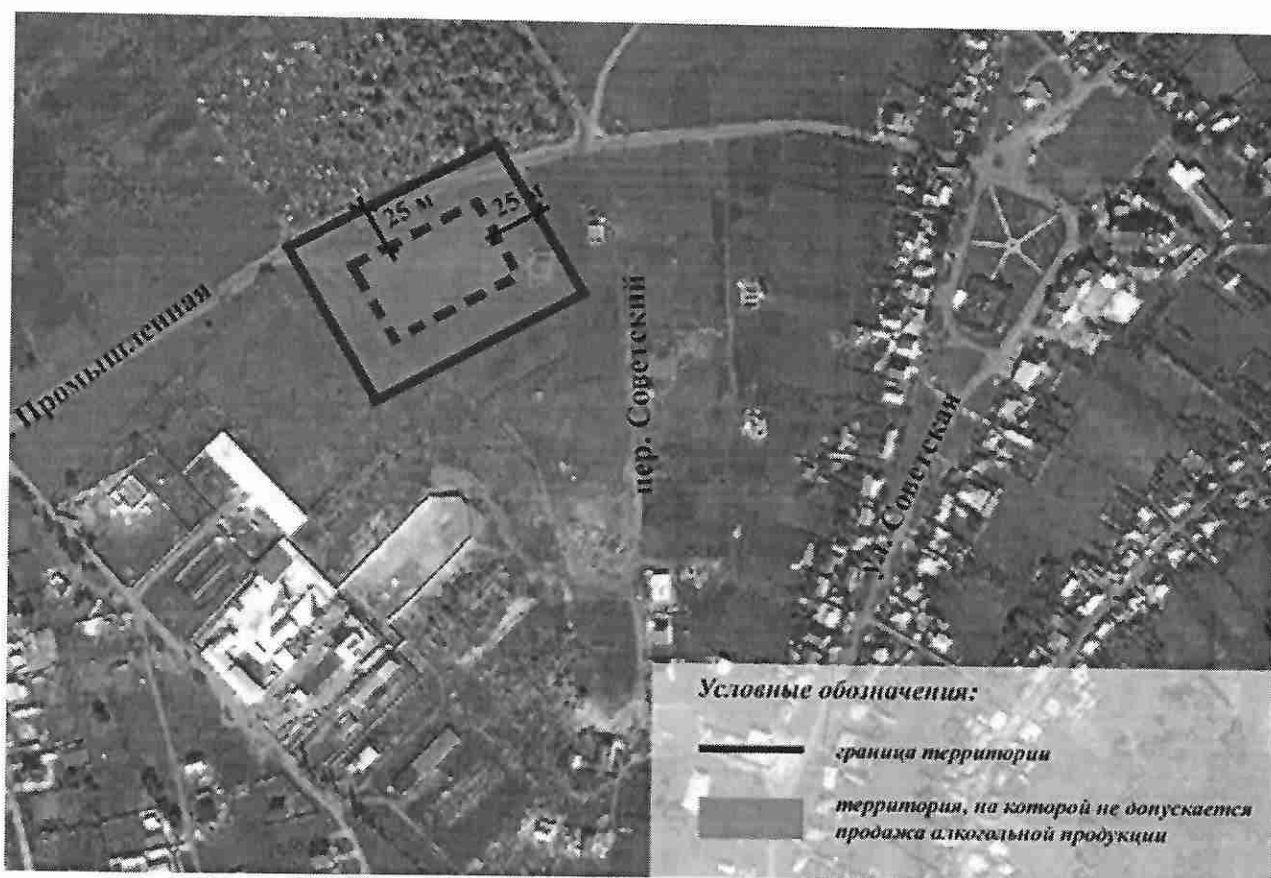 25 м
25 м
. Промышленная
пер. Советский
ул. Советская
Условные обозначения:
граница территории
территория, на которой не допускается
продажа алкогольной продукции